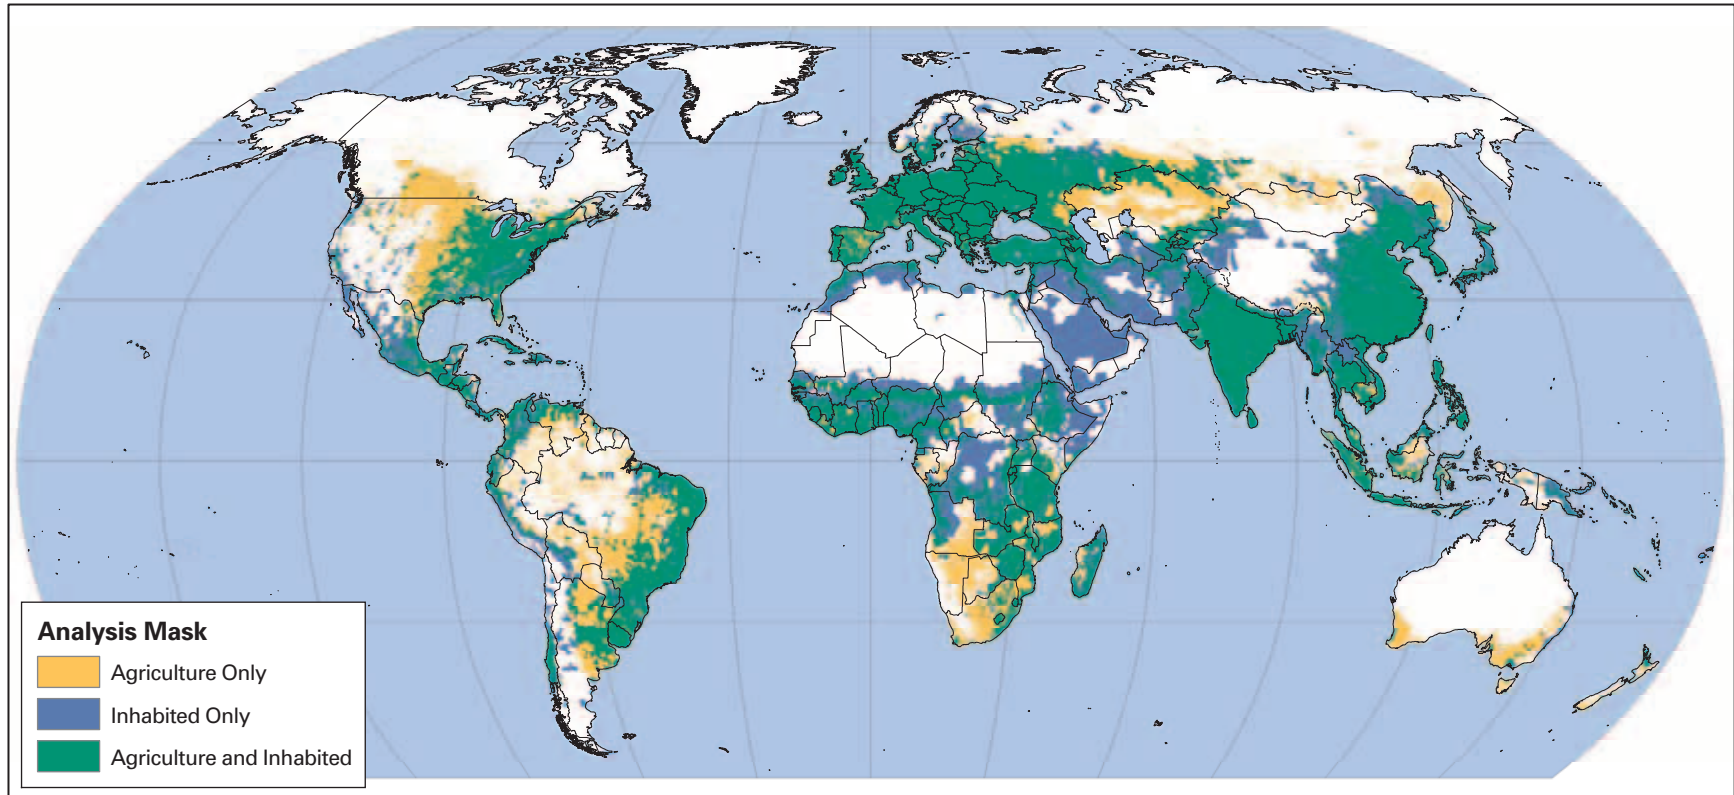 Analysis Mask
Agriculture Only
Inhabited Only
Agriculture and Inhabited